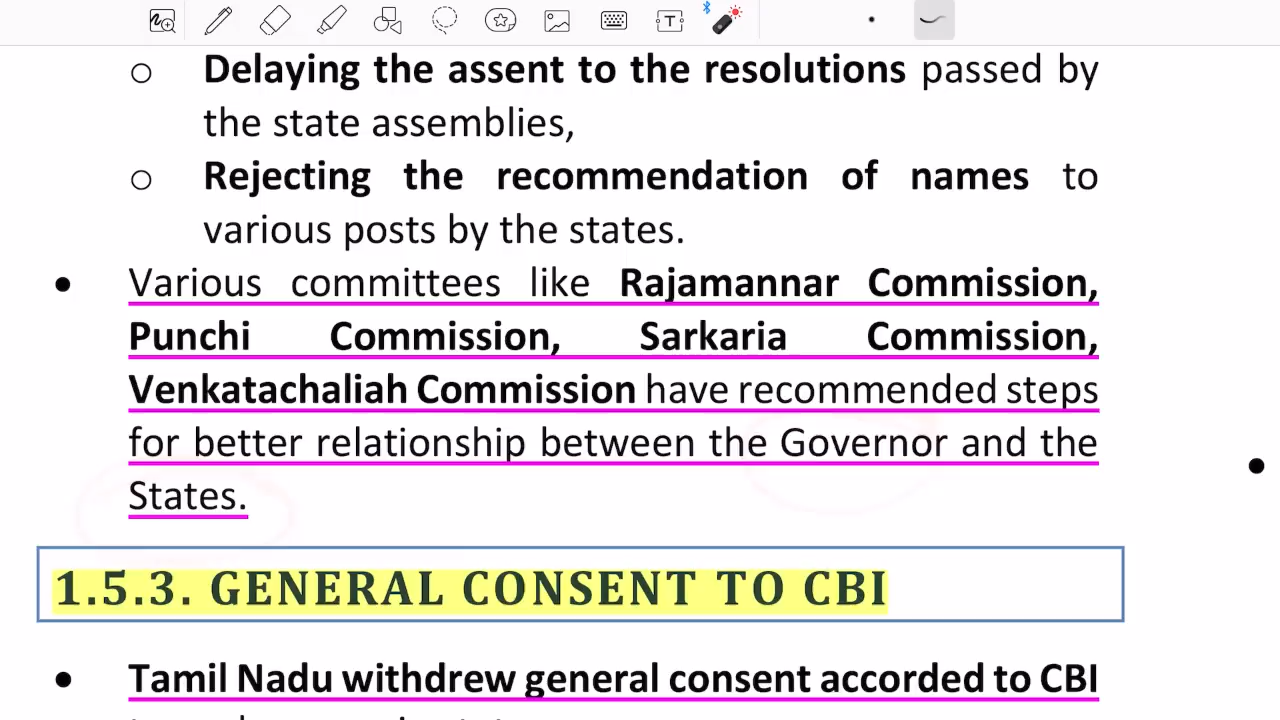 T
○ Delaying the assent to the resolutions passed by
the state assemblies,
○ Rejecting the recommendation of names to
various posts by the states.
• Various committees like Rajamannar Commission,
Punchi Commission, Sarkaria Commission,
Venkatachaliah Commission have recommended steps
for better relationship between the Governor and the
States.
1.5.3. GENERAL CONSENT TO CBI
• Tamil Nadu withdrew general consent accorded to CBI